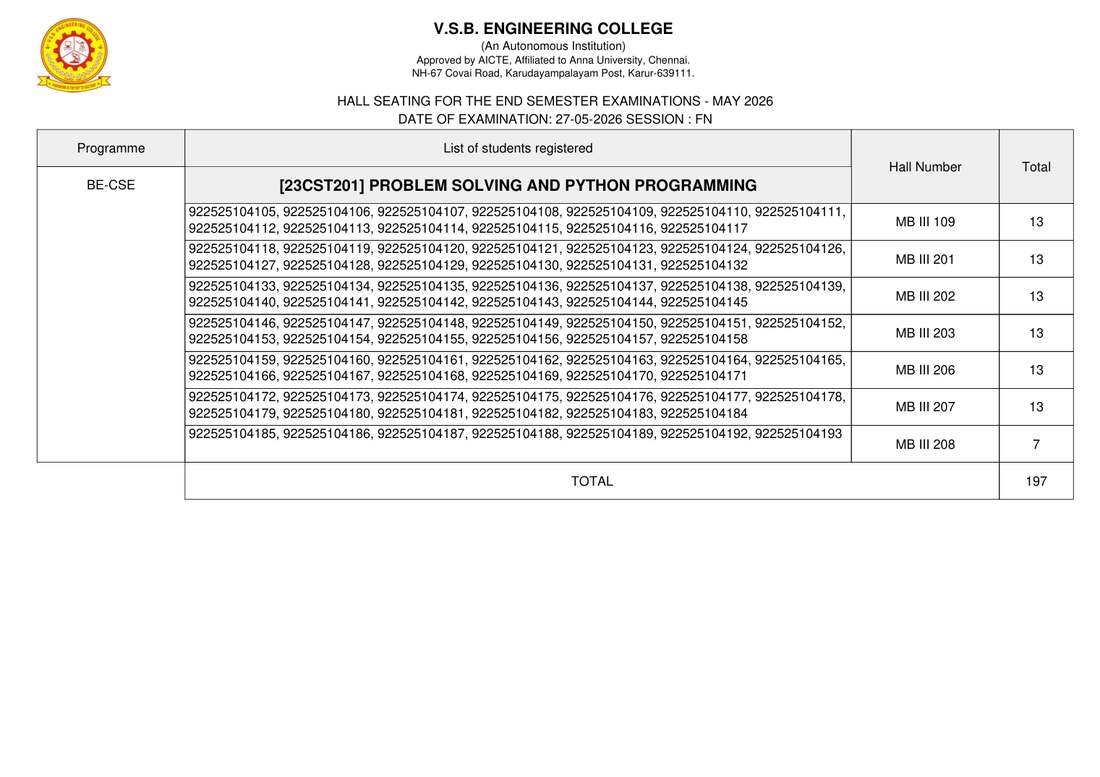 V.S.B. ENGINEERING COLLEGE
(An Autonomous Institution)
Approved by AICTE, Affiliated to Anna University, Chennai.
NH-67 Covai Road, Karudayampalayam Post, Karur-639111.
HALL SEATING FOR THE END SEMESTER EXAMINATIONS - MAY 2026
DATE OF EXAMINATION: 27-05-2026 SESSION : FN
Programme
List of students registered
Hall Number
Total
BE-CSE
[23CST201] PROBLEM SOLVING AND PYTHON PROGRAMMING
922525104105, 922525104106, 922525104107, 922525104108, 922525104109, 922525104110, 922525104111,
922525104112, 922525104113, 922525104114, 922525104115, 922525104116, 922525104117
MB III 109
13
922525104118, 922525104119, 922525104120, 922525104121, 922525104123, 922525104124, 922525104126,
922525104127, 922525104128, 922525104129, 922525104130, 922525104131, 922525104132
MB III 201
13
922525104133, 922525104134, 922525104135, 922525104136, 922525104137, 922525104138, 922525104139,
922525104140, 922525104141, 922525104142, 922525104143, 922525104144, 922525104145
MB III 202
13
922525104146, 922525104147, 922525104148, 922525104149, 922525104150, 922525104151, 922525104152,
922525104153, 922525104154, 922525104155, 922525104156, 922525104157, 922525104158
MB III 203
13
922525104159, 922525104160, 922525104161, 922525104162, 922525104163, 922525104164, 922525104165,
922525104166, 922525104167, 922525104168, 922525104169, 922525104170, 922525104171
MB III 206
13
922525104172, 922525104173, 922525104174, 922525104175, 922525104176, 922525104177, 922525104178,
922525104179, 922525104180, 922525104181, 922525104182, 922525104183, 922525104184
MB III 207
13
922525104185, 922525104186, 922525104187, 922525104188, 922525104189, 922525104192, 922525104193
MB III 208
7
TOTAL
197